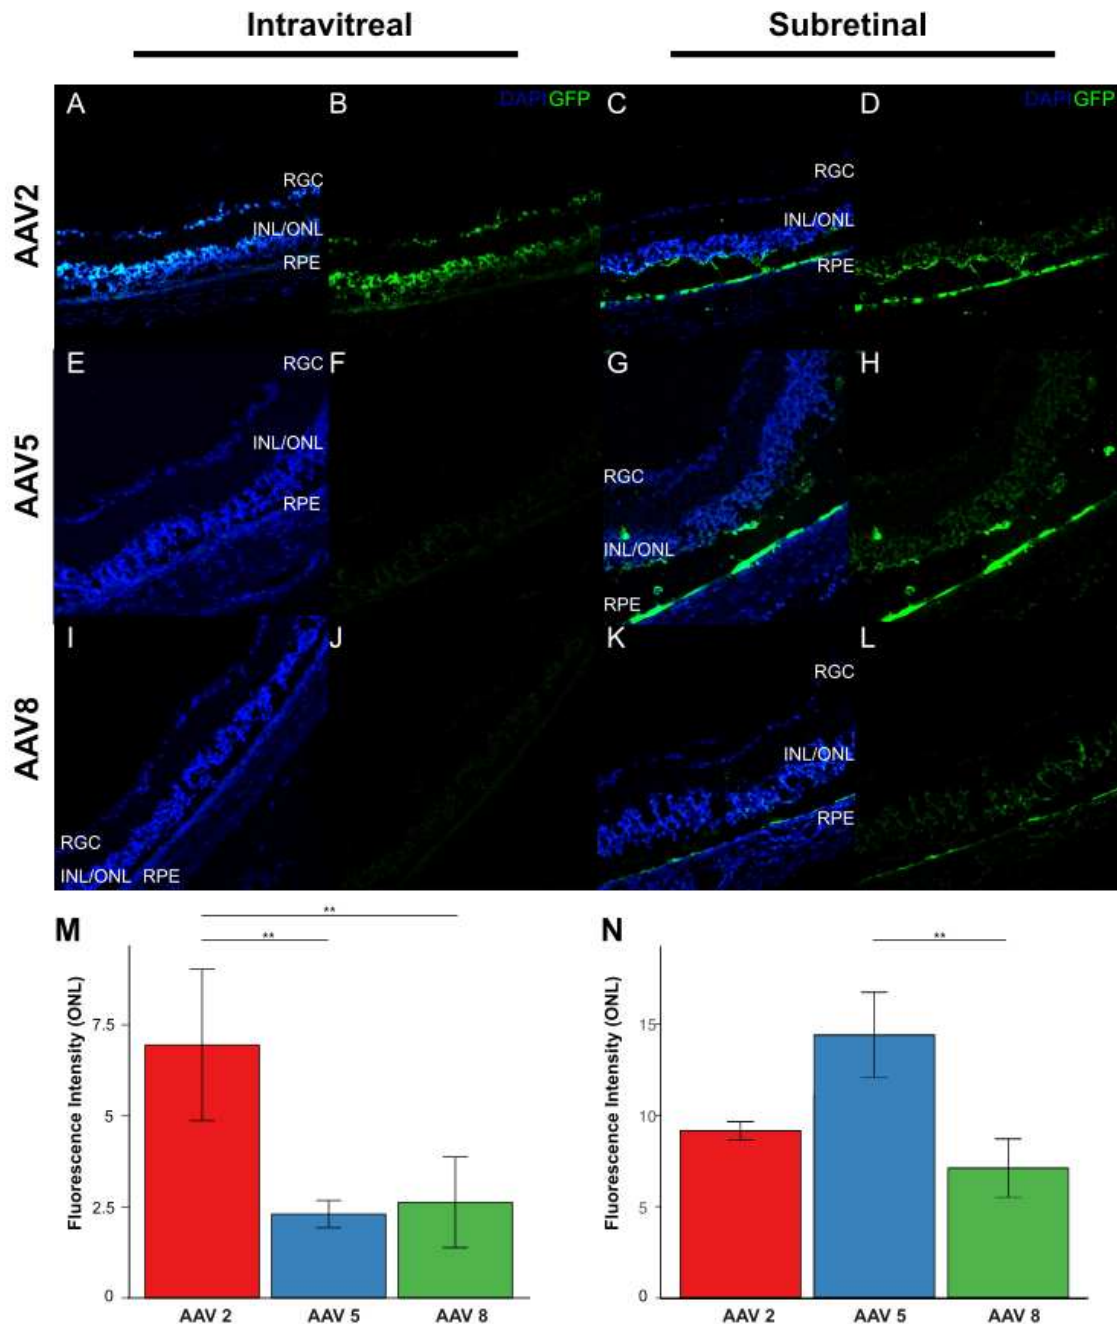 Intravitreal Subretinal
AAV2
A B DAPI GFP C D DAPI GFP
RGC RGC
INL/ONL INL/ONL
RPE RPE
AAV5
E RGC F G H
INL/ONL
RGC
RPE
INL/ONL
RPE
AAV8
I J K L
RGC
INL/ONL
RPE
RGC
INL/ONL RPE
M ** N
** **
Fluorescence Intensity (ONL)
7.5
5
2.5
0
AAV 2 AAV 5 AAV 8
Fluorescence Intensity (ONL)
15
10
5
0
AAV 2 AAV 5 AAV 8